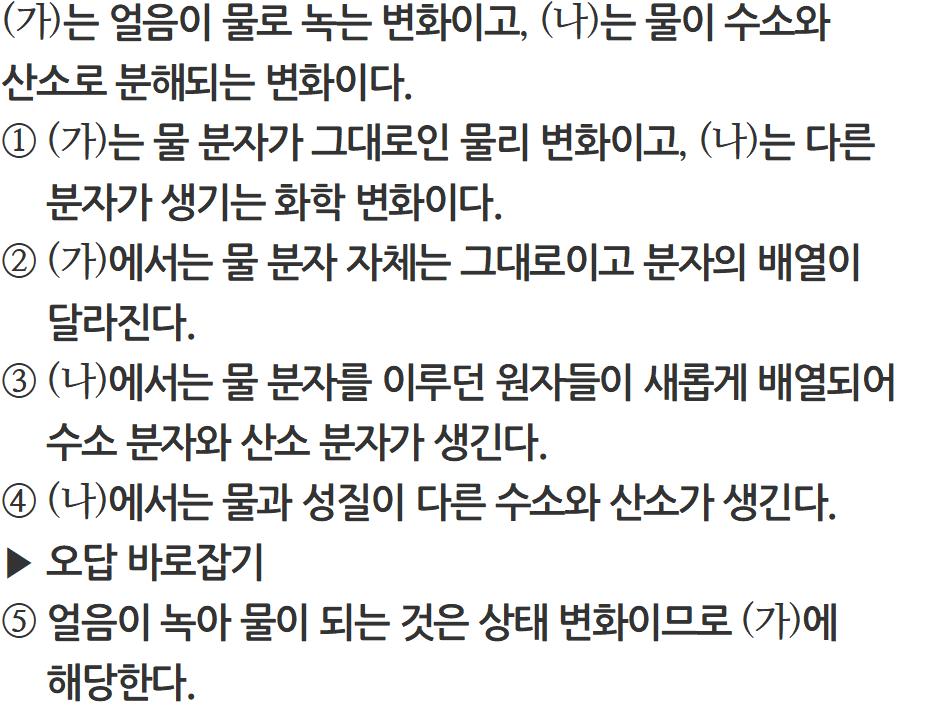 (가)는 얼음이 물로 녹는 변화이고, (나)는 물이 수소와
산소로 분해되는 변화이다.
① (가)는 물 분자가 그대로인 물리 변화이고, (나)는 다른
분자가 생기는 화학 변화이다.
② (가)에서는 물 분자 자체는 그대로이고 분자의 배열이
달라진다.
③ (나)에서는 물 분자를 이루던 원자들이 새롭게 배열되어
수소 분자와 산소 분자가 생긴다.
④ (나)에서는 물과 성질이 다른 수소와 산소가 생긴다.
▶ 오답 바로잡기
⑤ 얼음이 녹아 물이 되는 것은 상태 변화이므로 (가)에
해당한다.